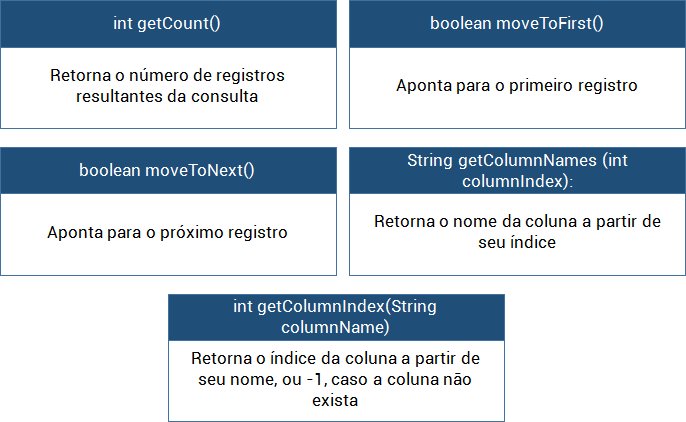 int getCount()
Retorna o número de registros
resultantes da consulta
boolean moveToFirst()
Aponta para o primeiro registro
boolean moveToNext()
Aponta para o próximo registro
String getColumnNames (int
columnIndex):
Retorna o nome da coluna a partir de
seu índice
int getColumnIndex(String
columnName)
Retorna o índice da coluna a partir de
seu nome, ou -1, caso a coluna não
exista